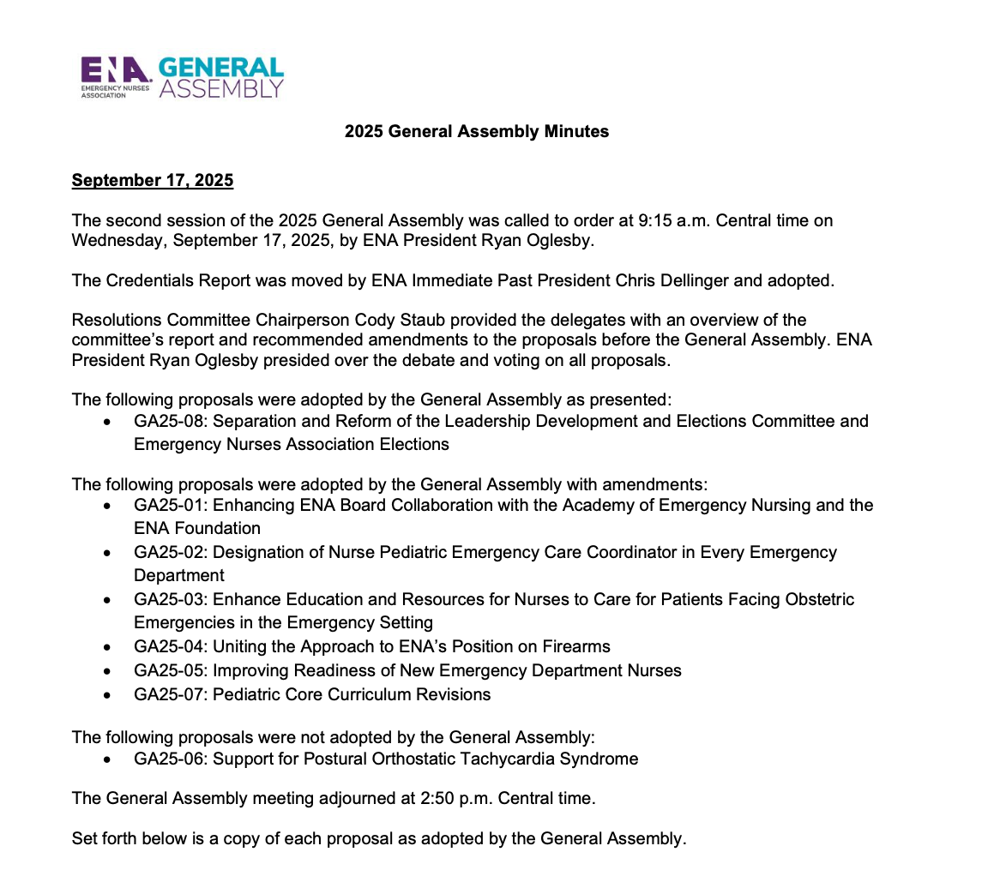 ENA. GENERAL
EMERGENCY NURSES
ASSOCIATION
ASSEMBLY
2025 General Assembly Minutes
September 17, 2025
The second session of the 2025 General Assembly was called to order at 9:15 a.m. Central time on
Wednesday, September 17, 2025, by ENA President Ryan Oglesby.
The Credentials Report was moved by ENA Immediate Past President Chris Dellinger and adopted.
Resolutions Committee Chairperson Cody Staub provided the delegates with an overview of the
committee’s report and recommended amendments to the proposals before the General Assembly. ENA
President Ryan Oglesby presided over the debate and voting on all proposals.
The following proposals were adopted by the General Assembly as presented:
• GA25-08: Separation and Reform of the Leadership Development and Elections Committee and
Emergency Nurses Association Elections
The following proposals were adopted by the General Assembly with amendments:
• GA25-01: Enhancing ENA Board Collaboration with the Academy of Emergency Nursing and the
ENA Foundation
• GA25-02: Designation of Nurse Pediatric Emergency Care Coordinator in Every Emergency
Department
• GA25-03: Enhance Education and Resources for Nurses to Care for Patients Facing Obstetric
Emergencies in the Emergency Setting
• GA25-04: Uniting the Approach to ENA’s Position on Firearms
• GA25-05: Improving Readiness of New Emergency Department Nurses
• GA25-07: Pediatric Core Curriculum Revisions
The following proposals were not adopted by the General Assembly:
• GA25-06: Support for Postural Orthostatic Tachycardia Syndrome
The General Assembly meeting adjourned at 2:50 p.m. Central time.
Set forth below is a copy of each proposal as adopted by the General Assembly.